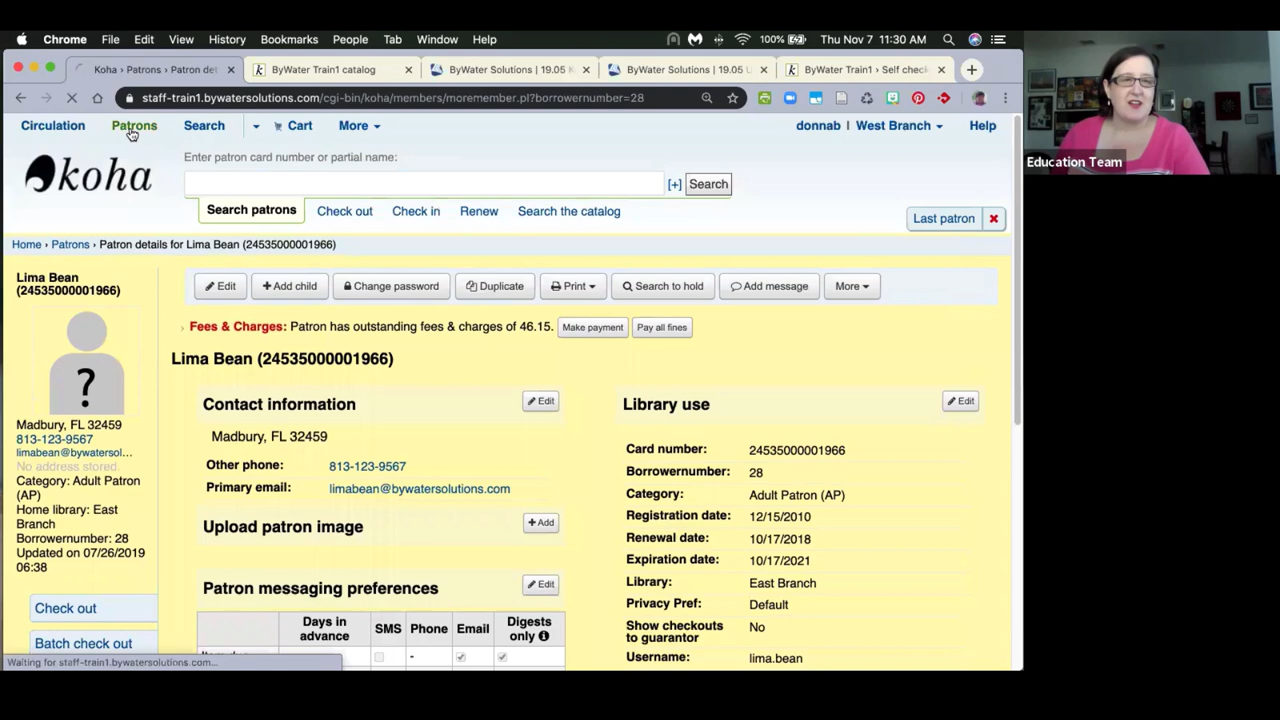 Chrome File Edit View History Bookmarks People Tab Window Help 100% Thu Nov 7 11:30 AM
Koha › Patrons › Patron det × ByWater Train1 catalog × ByWater Solutions | 19.05 × ByWater Solutions | 19.05 × ByWater Train1 › Self chec ×
staff-train1.bywatersolutions.com/cgi-bin/koha/members/moremember.pl?borrowernumber=28
Circulation Patrons Search Cart More donnab | West Branch Help
koha
Enter patron card number or partial name:
[+] Search
Search patrons Check out Check in Renew Search the catalog
Last patron
Education Team
Home › Patrons › Patron details for Lima Bean (24535000001966)
Lima Bean
(24535000001966)
?
Madbury, FL 32459
813-123-9567
limabean@bywatersol...
No address stored.
Category: Adult Patron
(AP)
Home library: East
Branch
Borrowernumber: 28
Updated on 07/26/2019
06:38
Check out
Batch check out
Edit + Add child Change password Duplicate Print Search to hold Add message More
Fees & Charges: Patron has outstanding fees & charges of 46.15. Make payment Pay all fines
Lima Bean (24535000001966)
Contact information Edit
Madbury, FL 32459
Other phone: 813-123-9567
Primary email: limabean@bywatersolutions.com
Upload patron image + Add
Patron messaging preferences Edit
Days in advance SMS Phone Email Digests only
-
Library use Edit
Card number: 24535000001966
Borrowernumber: 28
Category: Adult Patron (AP)
Registration date: 12/15/2010
Renewal date: 10/17/2018
Expiration date: 10/17/2021
Library: East Branch
Privacy Pref: Default
Show checkouts to guarantor No
Username: lima.bean
Waiting for staff-train1.bywatersolutions.com...